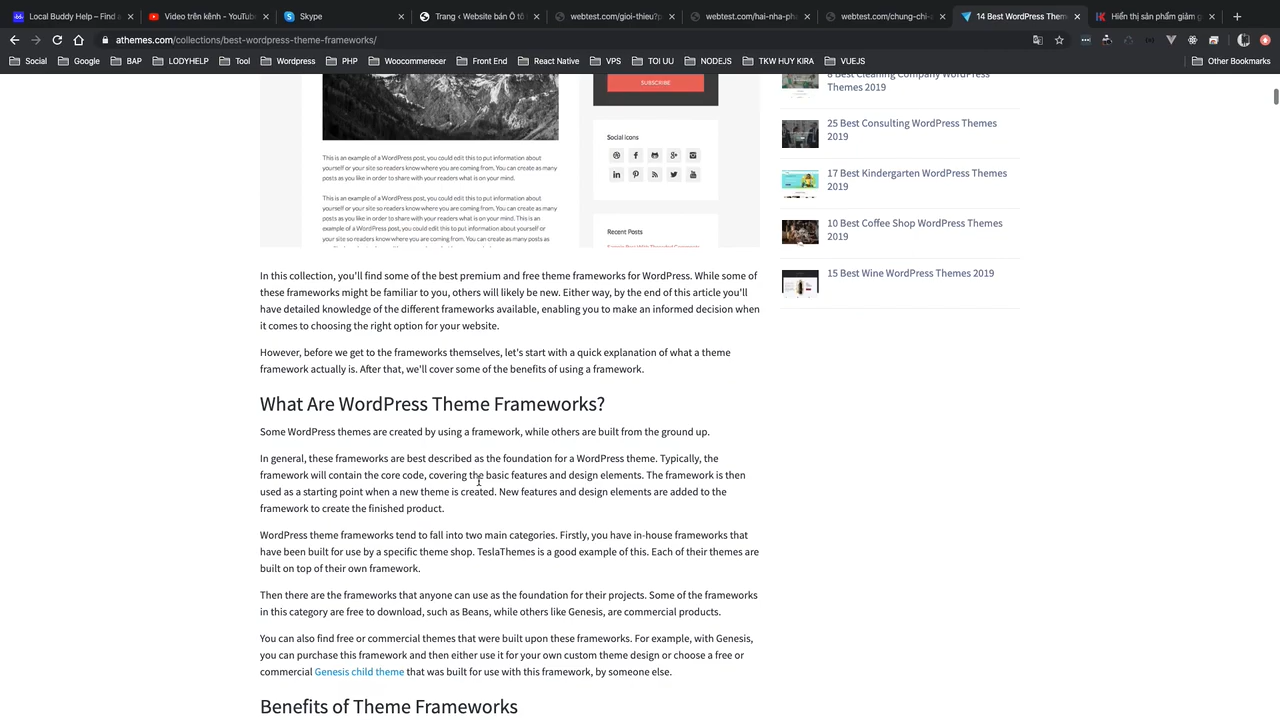 Local Buddy Help - Find a
Video trên kênh - YouTube
Skype
Trang ‹ Website bán Ô tô
webtest.com/gioi-thieu?p
webtest.com/hai-nha-ph
webtest.com/chung-chi-a
14 Best WordPress Theme
Hiển thị sản phẩm giảm g
athemes.com/collections/best-wordpress-theme-frameworks/
Social
Google
BAP
LODYHELP
Tool
Wordpress
PHP
Woocommerecer
Front End
React Native
VPS
TOI UU
NODEJS
TKW HUY KIRA
VUEJS
Other Bookmarks
SUBSCRIBE
Social icons
This is an example of a WordPress post, you could edit this to put information about
yourself or your site so readers know where you are coming from. You can create as many
posts as you like in order to share with your readers what is on your mind.
This is an example of a WordPress post, you could edit this to put information about
yourself or your site so readers know where you are coming from. You can create as many
posts as you like in order to share with your readers what is on your mind. This is an
example of a WordPress post, you could edit this to put information about yourself or
your site so readers know where you are coming from. You can create as many posts as
Recent Posts
8 Best Cleaning Company WordPress
Themes 2019
25 Best Consulting WordPress Themes
2019
17 Best Kindergarten WordPress Themes
2019
10 Best Coffee Shop WordPress Themes
2019
15 Best Wine WordPress Themes 2019
In this collection, you'll find some of the best premium and free theme frameworks for WordPress. While some of
these frameworks might be familiar to you, others will likely be new. Either way, by the end of this article you'll
have detailed knowledge of the different frameworks available, enabling you to make an informed decision when
it comes to choosing the right option for your website.
However, before we get to the frameworks themselves, let's start with a quick explanation of what a theme
framework actually is. After that, we'll cover some of the benefits of using a framework.
What Are WordPress Theme Frameworks?
Some WordPress themes are created by using a framework, while others are built from the ground up.
In general, these frameworks are best described as the foundation for a WordPress theme. Typically, the
framework will contain the core code, covering the basic features and design elements. The framework is then
used as a starting point when a new theme is created. New features and design elements are added to the
framework to create the finished product.
WordPress theme frameworks tend to fall into two main categories. Firstly, you have in-house frameworks that
have been built for use by a specific theme shop. TeslaThemes is a good example of this. Each of their themes are
built on top of their own framework.
Then there are the frameworks that anyone can use as the foundation for their projects. Some of the frameworks
in this category are free to download, such as Beans, while others like Genesis, are commercial products.
You can also find free or commercial themes that were built upon these frameworks. For example, with Genesis,
you can purchase this framework and then either use it for your own custom theme design or choose a free or
commercial Genesis child theme that was built for use with this framework, by someone else.
Benefits of Theme Frameworks